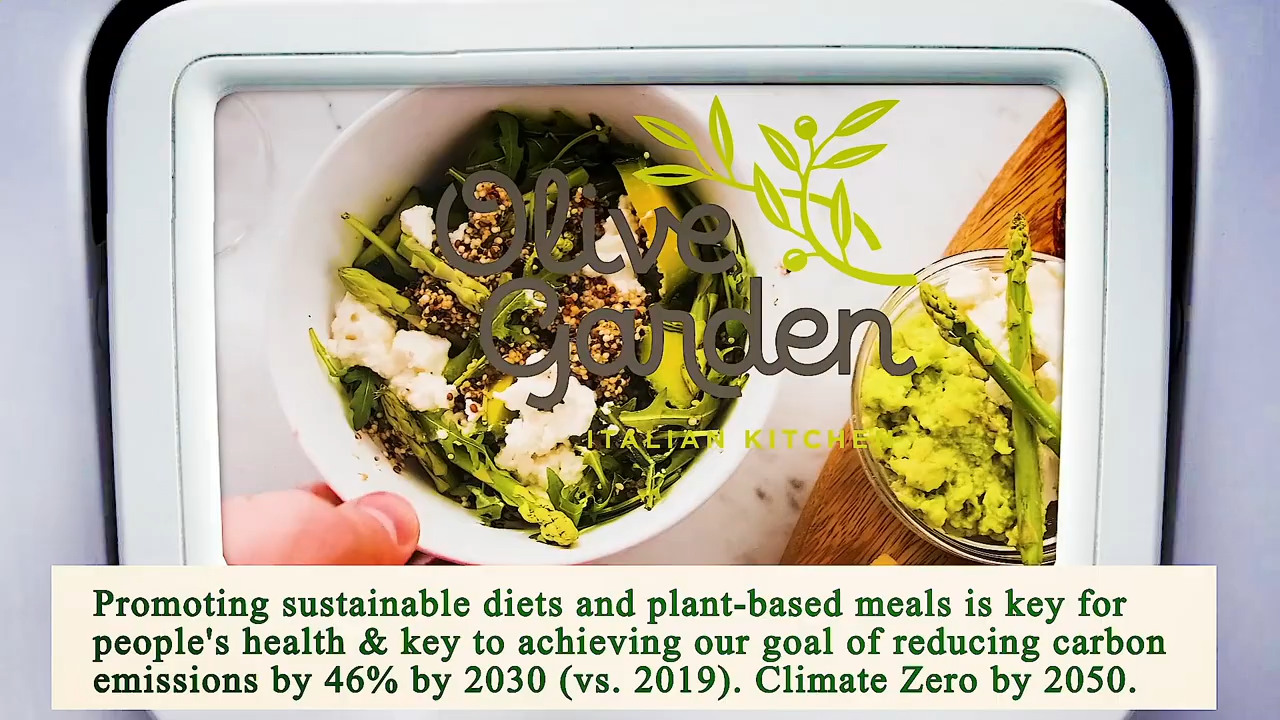 Olive
Garden
ITALIAN KITCHEN
Promoting sustainable diets and plant-based meals is key for
people's health & key to achieving our goal of reducing carbon
emissions by 46% by 2030 (vs. 2019). Climate Zero by 2050.